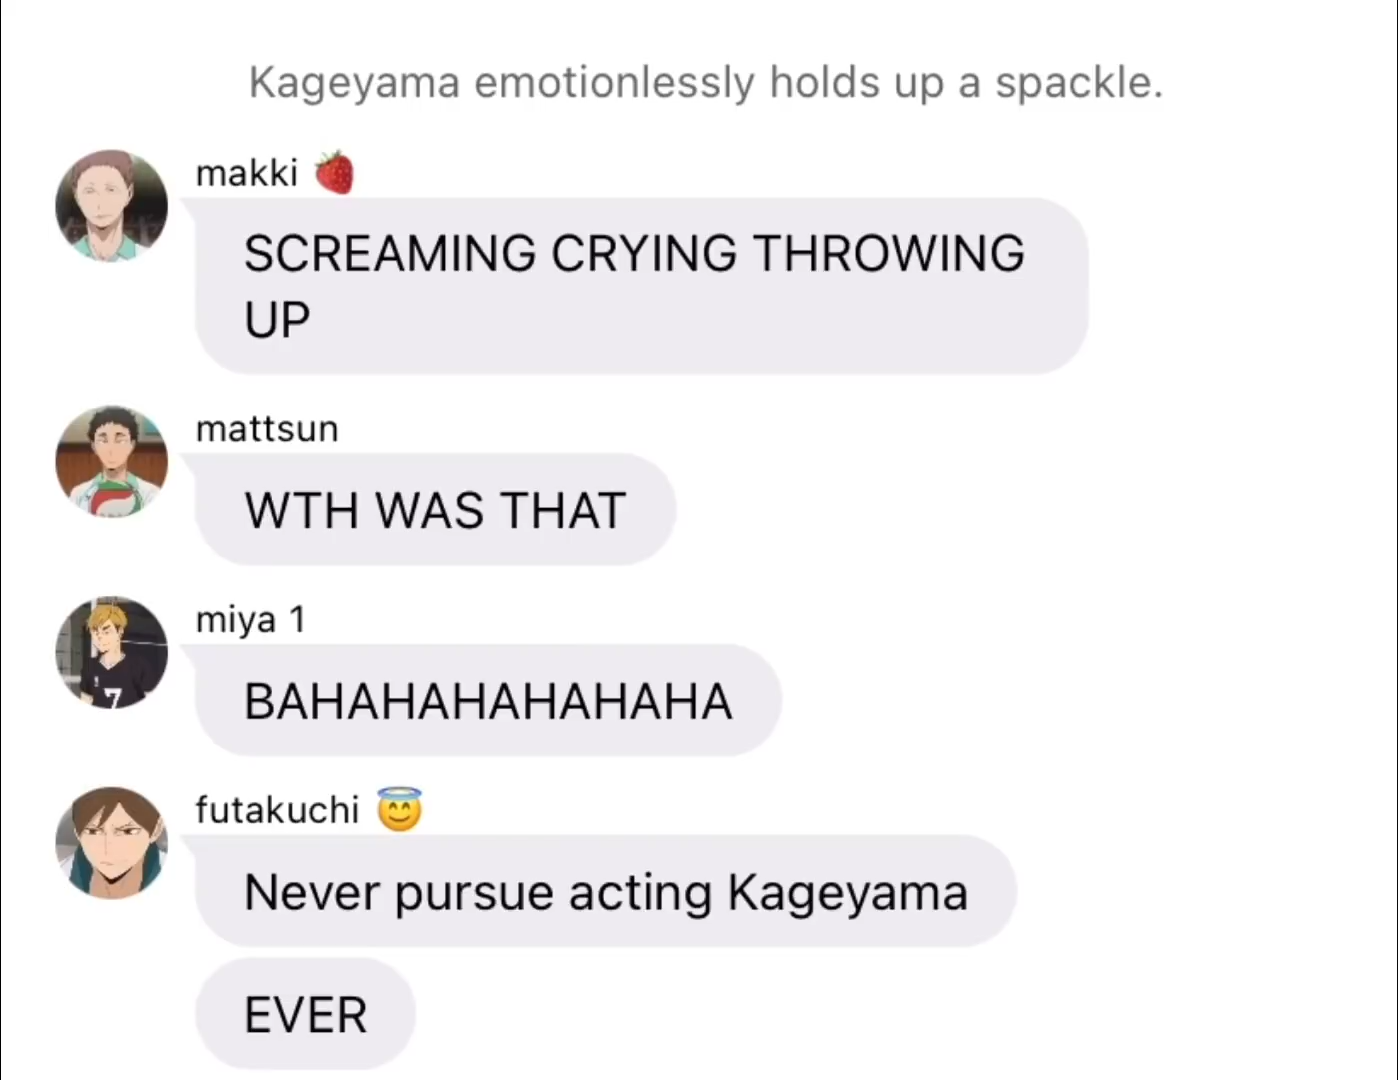 Kageyama emotionlessly holds up a spackle.
makki 🍓
SCREAMING CRYING THROWING
UP
mattsun
WTH WAS THAT
miya 1
7
BAHAHAHAHAHAHA
futakuchi 😇
Never pursue acting Kageyama
EVER